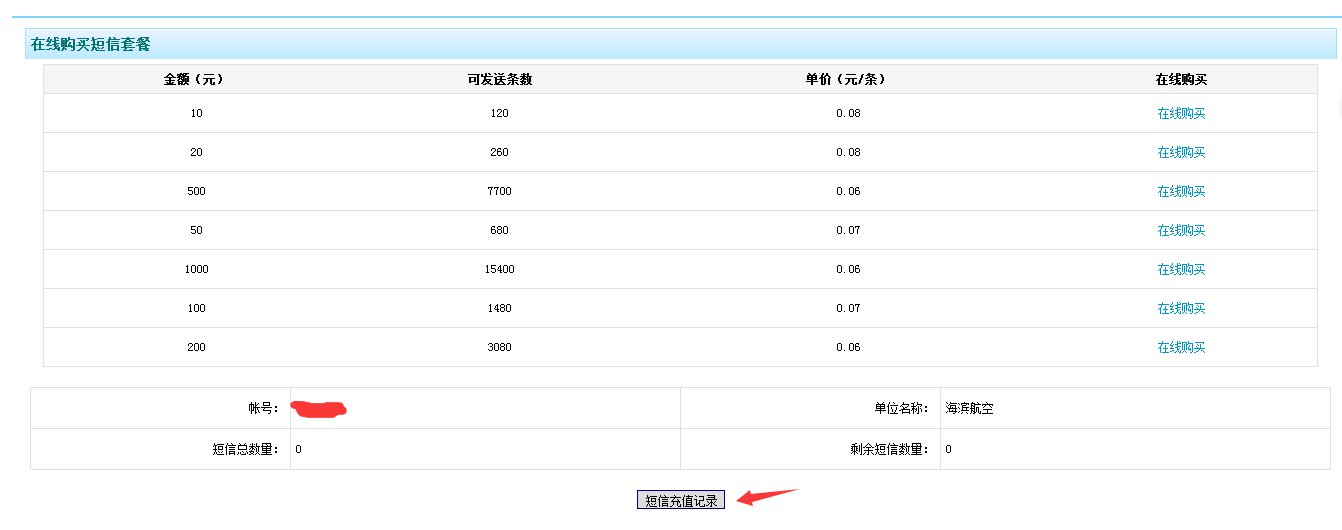 在线购买短信套餐
金额（元） 可发送条数 单价（元/条） 在线购买
10 120 0.08 在线购买
20 260 0.08 在线购买
500 7700 0.06 在线购买
50 680 0.07 在线购买
1000 15400 0.06 在线购买
100 1480 0.07 在线购买
200 3080 0.06 在线购买
帐号： 单位名称： 海滨航空
短信总数量： 0 剩余短信数量： 0
短信充值记录